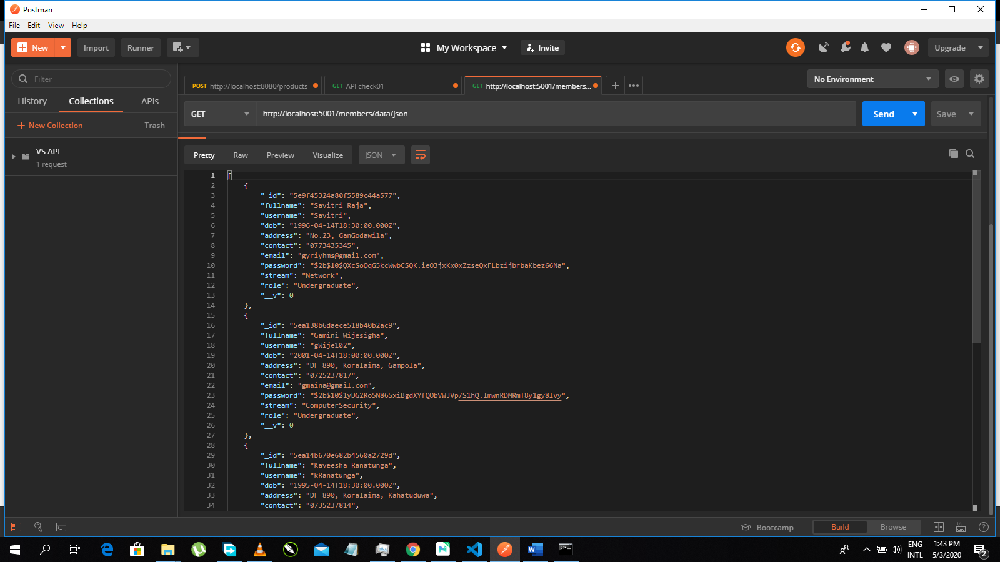 Postman
File Edit View Help
New Import Runner My Workspace Invite Upgrade
Filter
History Collections APIs
New Collection Trash
VS API
1 request
POST http://localhost:8080/products GET API check01 GET http://localhost:5001/members... No Environment
GET http://localhost:5001/members/data/json Send Save
Pretty Raw Preview Visualize JSON
1 [
2 {
3 "_id": "5e9f45324a80f5589c44a577",
4 "fullname": "Savitri Raja",
5 "username": "Savitri",
6 "dob": "1996-04-14T18:30:00.000Z",
7 "address": "No.23, GanGodawila",
8 "contact": "0773435345",
9 "email": "gyriyhms@gmail.com",
10 "password": "$2b$10$QXcSoQqG5kcWwbCSQK.ieO3jxKx0xZzseQxFLbzijbrbaKbez66Na",
11 "stream": "Network",
12 "role": "Undergraduate",
13 "__v": 0
14 },
15 {
16 "_id": "5ea138b6daece518b40b2ac9",
17 "fullname": "Gamini Wijesigha",
18 "username": "gWije102",
19 "dob": "2001-04-14T18:00:00.000Z",
20 "address": "DF 890, Koralaima, Gampola",
21 "contact": "0725237817",
22 "email": "gmaina@gmail.com",
23 "password": "$2b$10$1yDG2Ro5N86SxiBgdXYfQObVWJVp/S1hQ.lmwnRDMRmT8y1gy8lvy",
24 "stream": "ComputerSecurity",
25 "role": "Undergraduate",
26 "__v": 0
27 },
28 {
29 "_id": "5ea14b670e682b4560a2729d",
30 "fullname": "Kaveesha Ranatunga",
31 "username": "kRanatunga",
32 "dob": "1995-04-14T18:30:00.000Z",
33 "address": "DF 890, Koralaima, Kahatuduwa",
34 "contact": "0735237814",
Bootcamp Build Browse
ENG 1:43 PM
INTL 5/3/2020 2